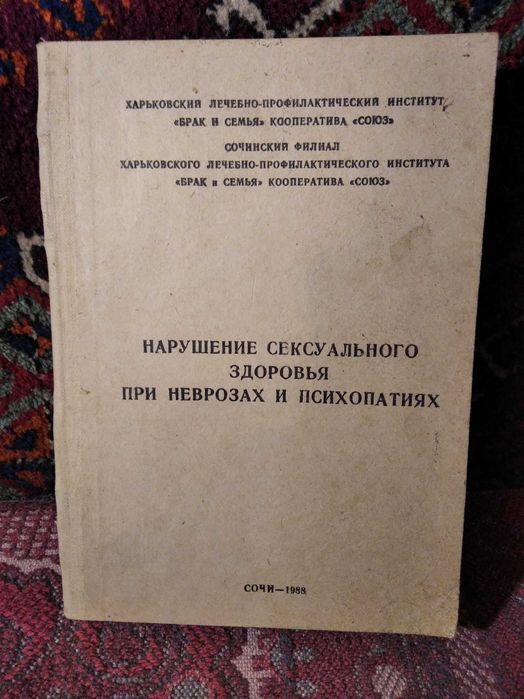 ХАРЬКОВСКИЙ ЛЕЧЕБНО-ПРОФИЛАКТИЧЕСКИЙ ИНСТИТУТ
«БРАК И СЕМЬЯ» КООПЕРАТИВА «СОЮЗ»
СОЧИНСКИЙ ФИЛИАЛ
ХАРЬКОВСКОГО ЛЕЧЕБНО-ПРОФИЛАКТИЧЕСКОГО ИНСТИТУТА
«БРАК и СЕМЬЯ» КООПЕРАТИВА «СОЮЗ»
НАРУШЕНИЕ СЕКСУАЛЬНОГО
ЗДОРОВЬЯ
ПРИ НЕВРОЗАХ И ПСИХОПАТИЯХ
СОЧИ—1988